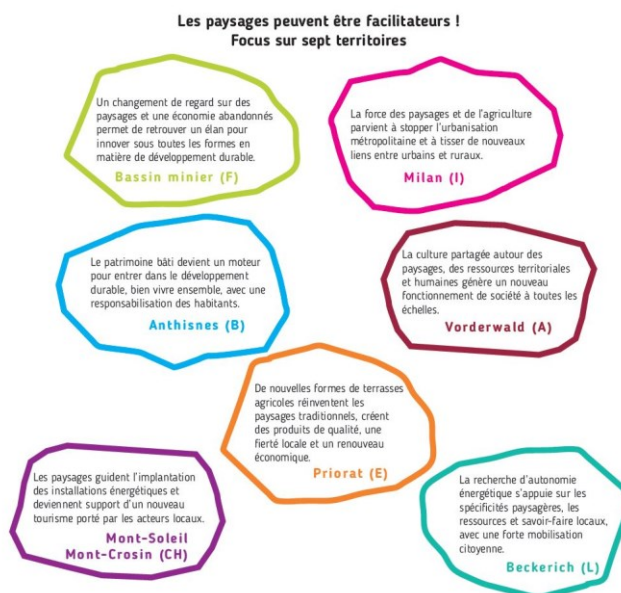 Les paysages peuvent être facilitateurs !
Focus sur sept territoires
Un changement de regard sur des
paysages et une économie abandonnés
permet de retrouver un élan pour
innover sous toutes les formes en
matière de développement durable.
Bassin minier (F)
La force des paysages et de l'agriculture
parvient à stopper l'urbanisation
métropolitaine et à tisser de nouveaux
liens entre urbains et ruraux.
Milan (I)
Le patrimoine bâti devient un moteur
pour entrer dans le développement
durable, bien vivre ensemble, avec une
responsabilisation des habitants.
Anthisnes (B)
La culture partagée autour des
paysages, des ressources territoriales
et humaines génère un nouveau
fonctionnement de société à toutes les
échelles.
Vorderwald (A)
De nouvelles formes de terrasses
agricoles réinventent les
paysages traditionnels, créent
des produits de qualité, une
fierté locale et un renouveau
économique.
Priorat (E)
Les paysages guident l'implantation
des installations énergétiques et
deviennent support d'un nouveau
tourisme porté par les acteurs locaux.
Mont-Soleil
Mont-Crosin (CH)
La recherche d'autonomie
énergétique s'appuie sur les
spécificités paysagères, les
ressources et savoir-faire locaux,
avec une forte mobilisation
citoyenne.
Beckerich (L)